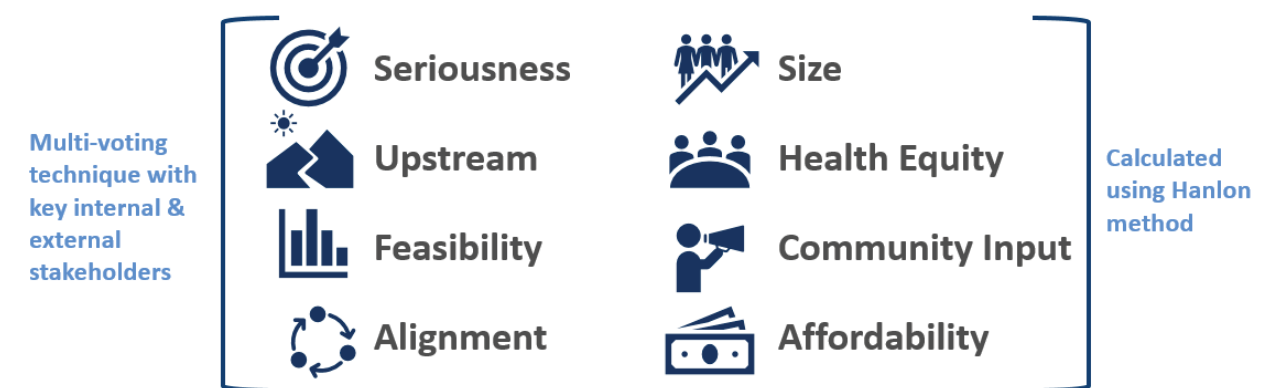 Multi-voting
technique with
key internal &
external
stakeholders
Seriousness
Upstream
Feasibility
Alignment
Size
Health Equity
Community Input
Affordability
Calculated
using Hanlon
method